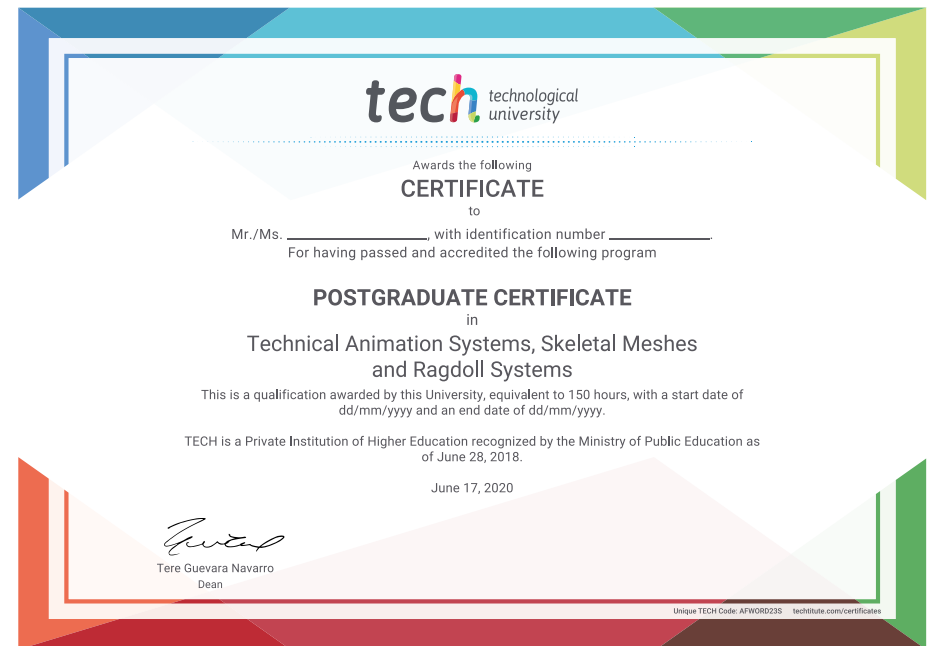 tech technological
university
Awards the following
CERTIFICATE
to
Mr./Ms. ____________________, with identification number ______________.
For having passed and accredited the following program
POSTGRADUATE CERTIFICATE
in
Technical Animation Systems, Skeletal Meshes
and Ragdoll Systems
This is a qualification awarded by this University, equivalent to 150 hours, with a start date of
dd/mm/yyyy and an end date of dd/mm/yyyy.
TECH is a Private Institution of Higher Education recognized by the Ministry of Public Education as
of June 28, 2018.
June 17, 2020
Tere Guevara Navarro
Dean
Unique TECH Code: AFWORD23S techtitute.com/certificates